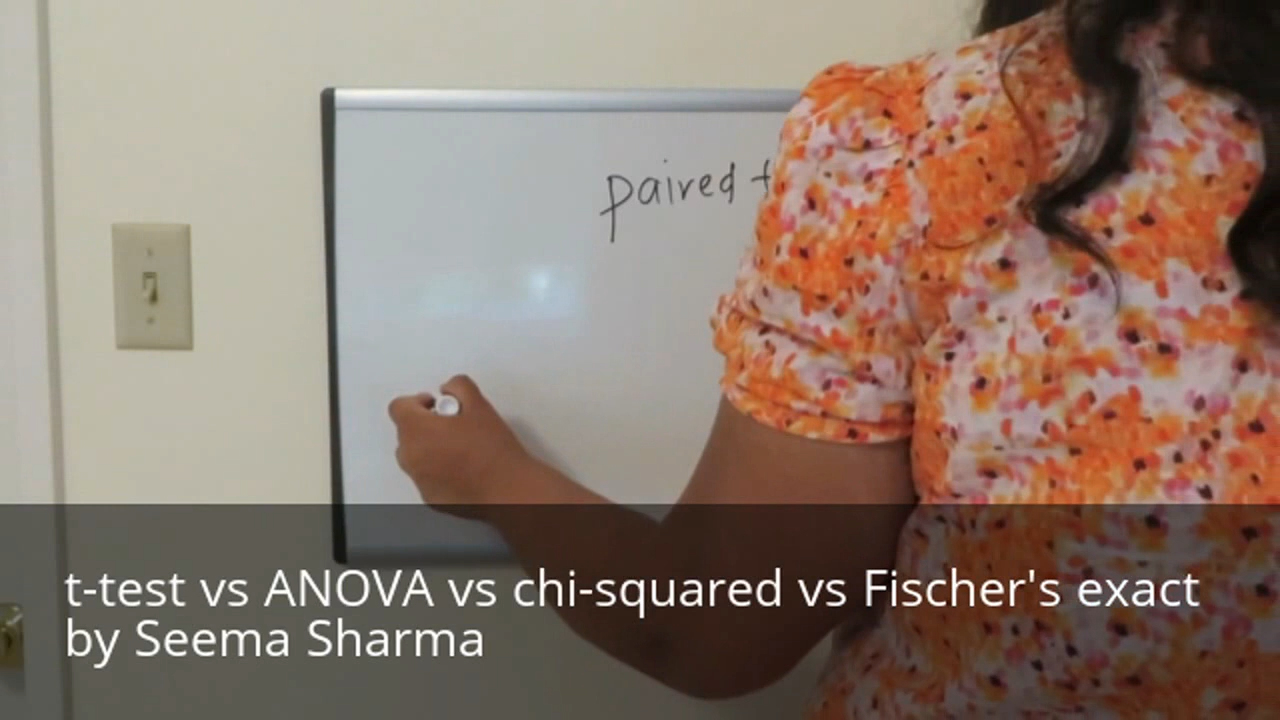 paired t
t-test vs ANOVA vs chi-squared vs Fischer's exact
by Seema Sharma